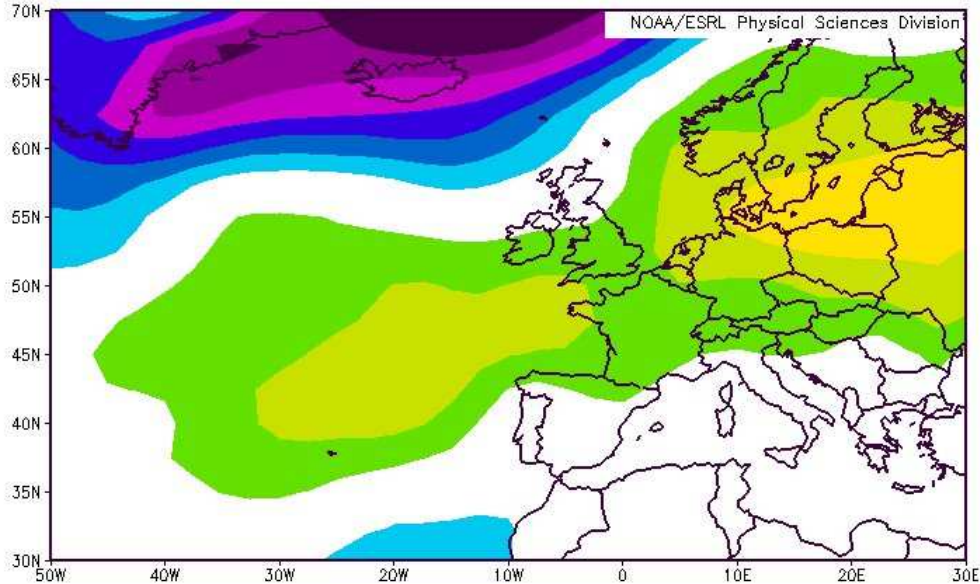 70N
NOAA/ESRL Physical Sciences Division
65N
60N
55N
50N
45N
40N
35N
30N
50W 40W 30W 20W 10W 0 10E 20E 30E